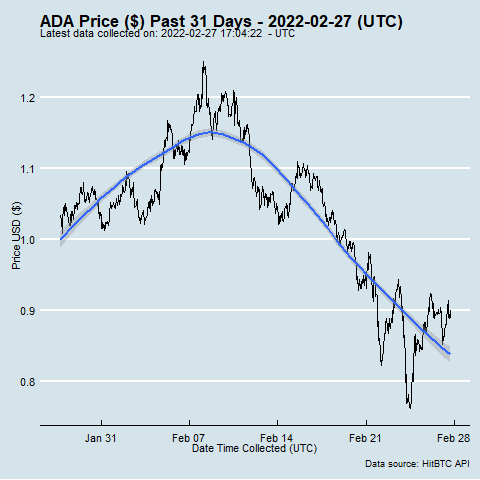 ADA Price ($) Past 31 Days - 2022-02-27 (UTC)
Latest data collected on: 2022-02-27 17:04:22 - UTC
Price USD ($)
1.2
1.1
1.0
0.9
0.8
Jan 31 Feb 07 Feb 14 Feb 21 Feb 28
Date Time Collected (UTC)
Data source: HitBTC API